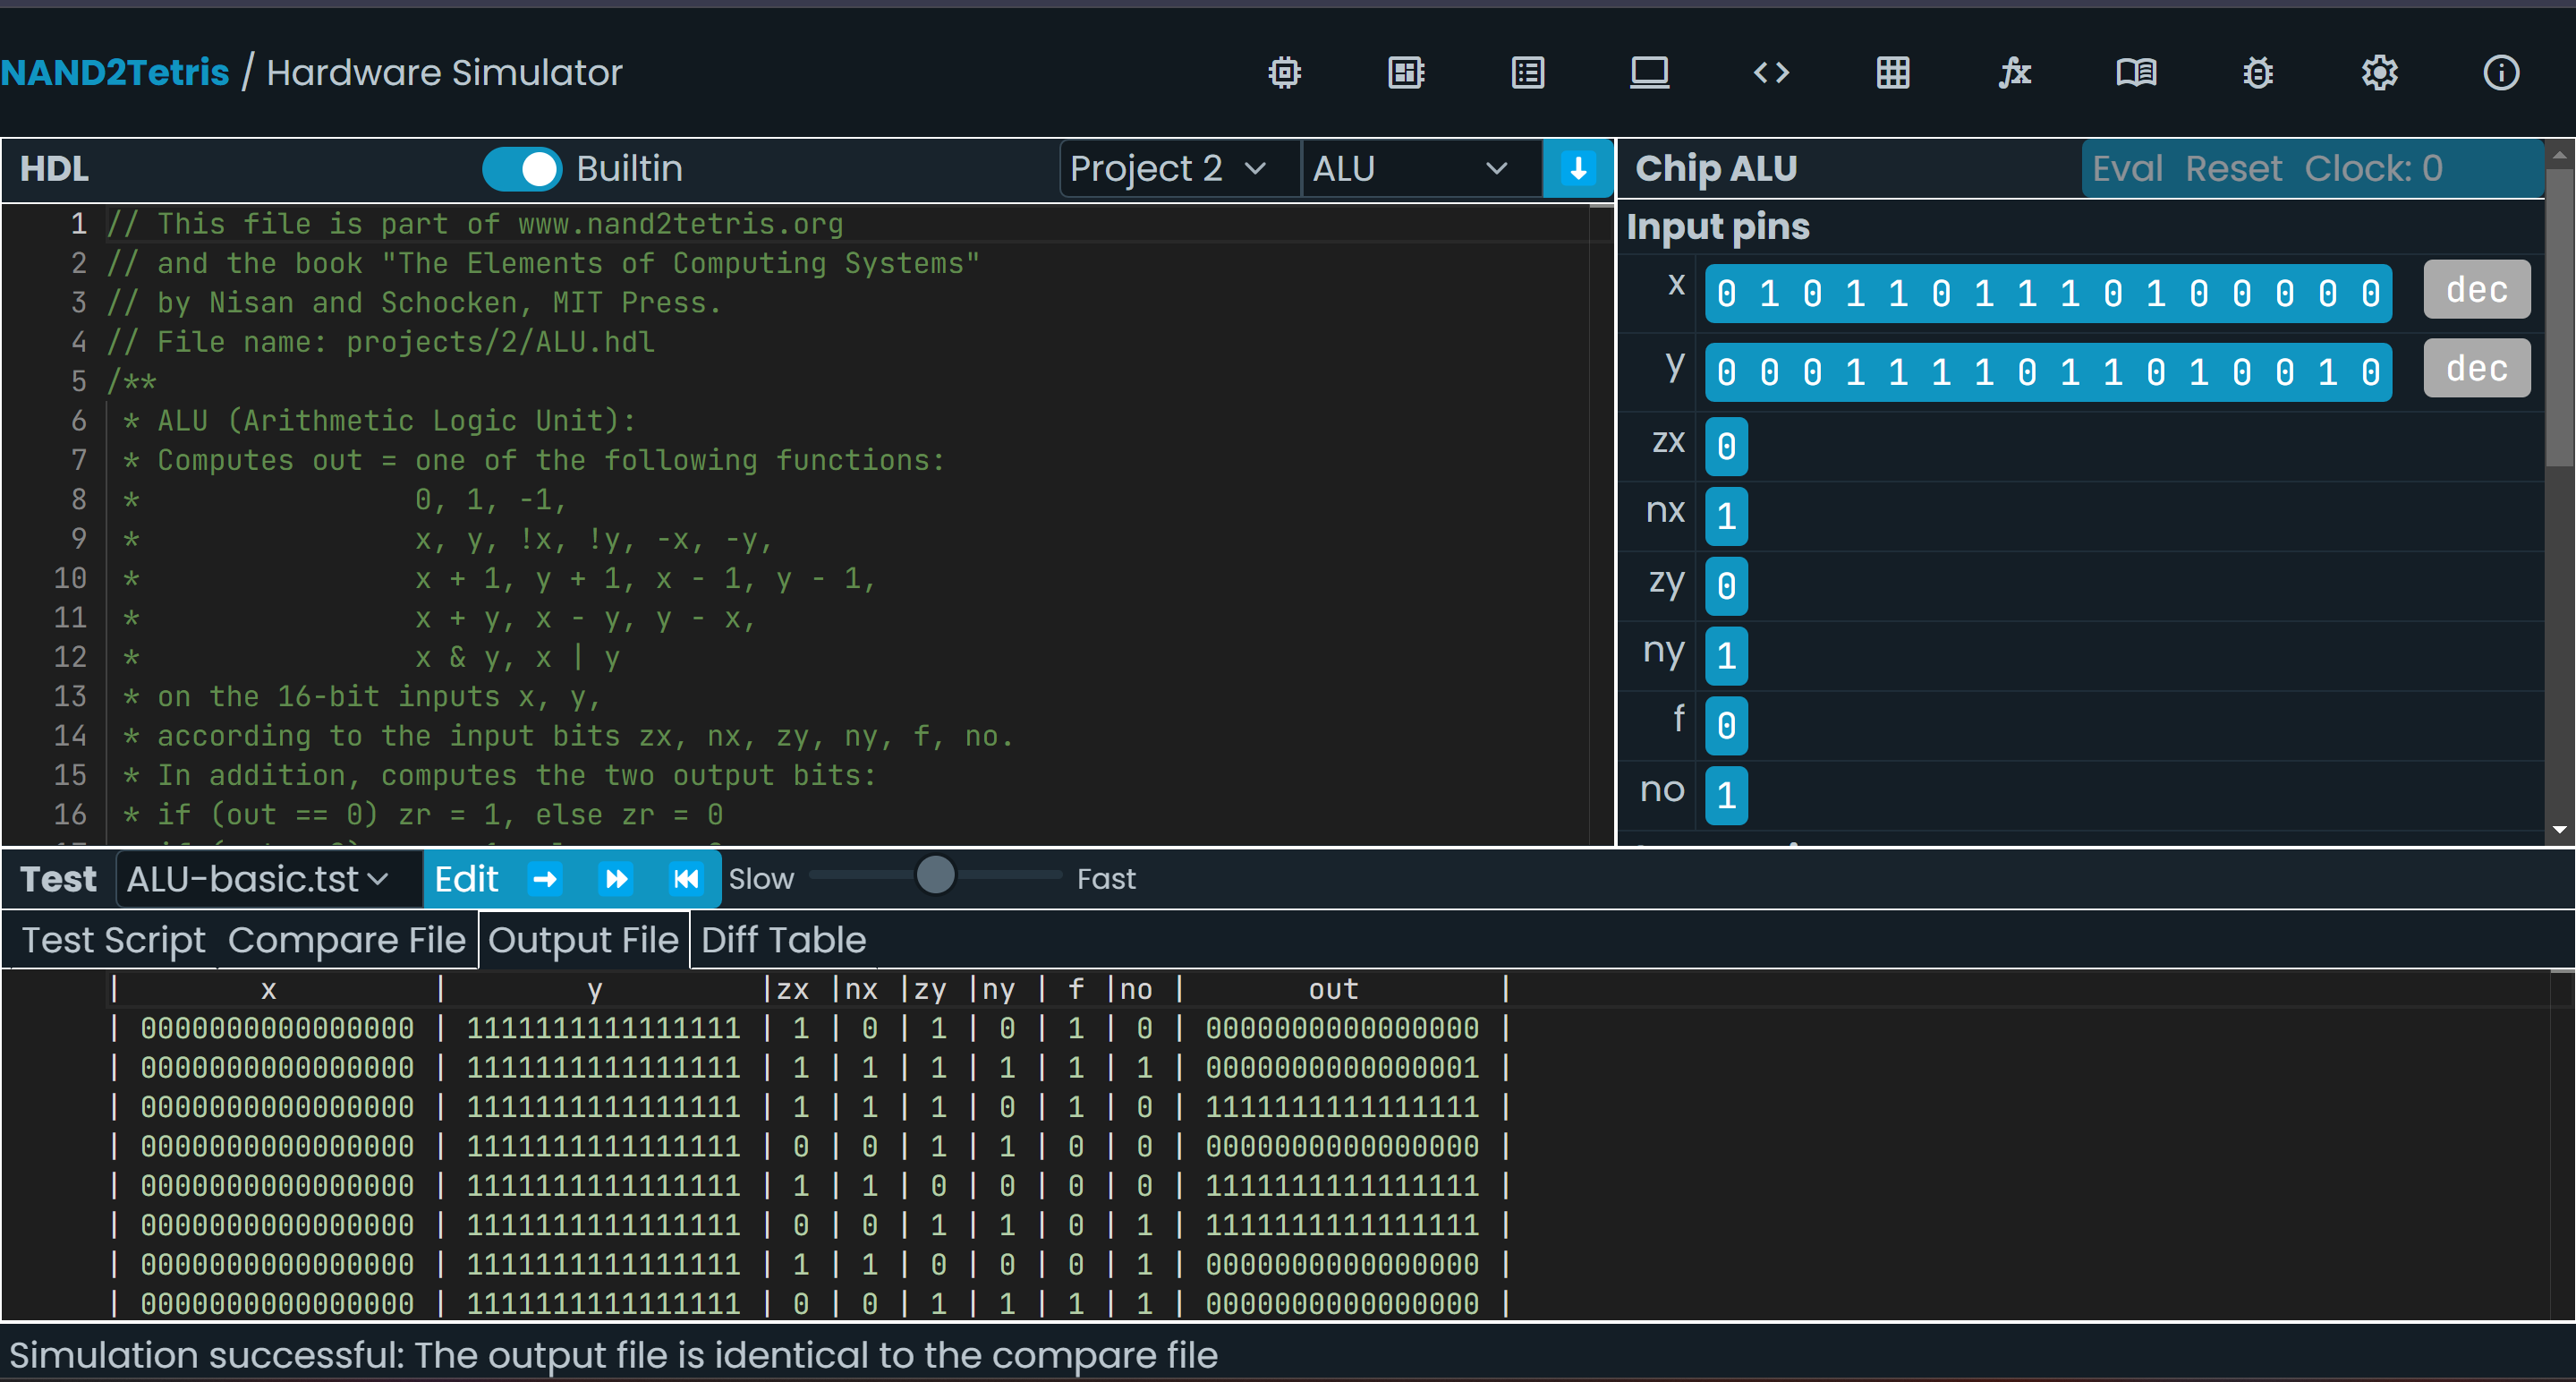 NAND2Tetris / Hardware Simulator
HDL Builtin Project 2 ALU
1 // This file is part of www.nand2tetris.org
2 // and the book "The Elements of Computing Systems"
3 // by Nisan and Schocken, MIT Press.
4 // File name: projects/2/ALU.hdl
5 /**
6 * ALU (Arithmetic Logic Unit):
7 * Computes out = one of the following functions:
8 * 0, 1, -1,
9 * x, y, !x, !y, -x, -y,
10 * x + 1, y + 1, x - 1, y - 1,
11 * x + y, x - y, y - x,
12 * x & y, x | y
13 * on the 16-bit inputs x, y,
14 * according to the input bits zx, nx, zy, ny, f, no.
15 * In addition, computes the two output bits:
16 * if (out == 0) zr = 1, else zr = 0
Chip ALU Eval Reset Clock: 0
Input pins
x 0 1 0 1 1 0 1 1 1 0 1 0 0 0 0 0 dec
y 0 0 0 1 1 1 1 0 1 1 0 1 0 0 1 0 dec
zx 0
nx 1
zy 0
ny 1
f 0
no 1
Test ALU-basic.tst Edit Slow Fast
Test Script Compare File Output File Diff Table
| x | y |zx |nx |zy |ny | f |no | out |
| 0000000000000000 | 1111111111111111 | 1 | 0 | 1 | 0 | 1 | 0 | 0000000000000000 |
| 0000000000000000 | 1111111111111111 | 1 | 1 | 1 | 1 | 1 | 1 | 0000000000000001 |
| 0000000000000000 | 1111111111111111 | 1 | 1 | 1 | 0 | 1 | 0 | 1111111111111111 |
| 0000000000000000 | 1111111111111111 | 0 | 0 | 1 | 1 | 0 | 0 | 0000000000000000 |
| 0000000000000000 | 1111111111111111 | 1 | 1 | 0 | 0 | 0 | 0 | 1111111111111111 |
| 0000000000000000 | 1111111111111111 | 0 | 0 | 1 | 1 | 0 | 1 | 1111111111111111 |
| 0000000000000000 | 1111111111111111 | 1 | 1 | 0 | 0 | 0 | 1 | 0000000000000000 |
| 0000000000000000 | 1111111111111111 | 0 | 0 | 1 | 1 | 1 | 1 | 0000000000000000 |
Simulation successful: The output file is identical to the compare file